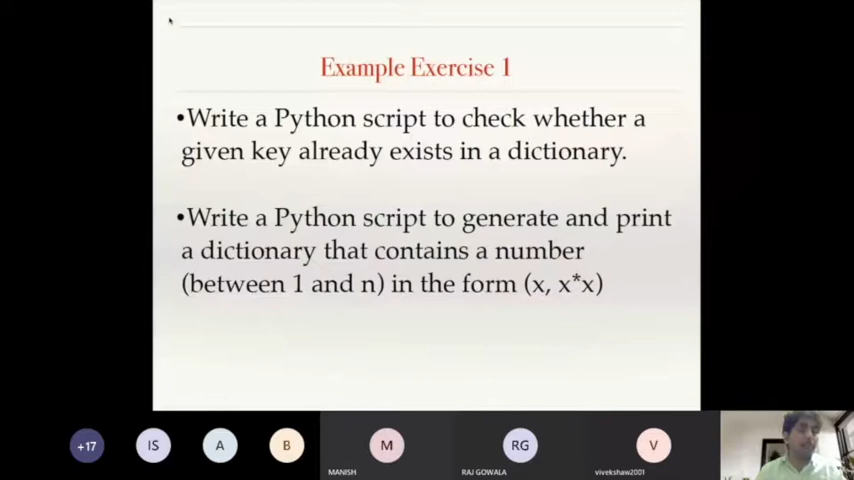 Example Exercise 1
•Write a Python script to check whether a
given key already exists in a dictionary.
•Write a Python script to generate and print
a dictionary that contains a number
(between 1 and n) in the form (x, x*x)
+17
IS
A
B
M
RG
V
MANISH
RAJ GOWALA
vivekshaw2001